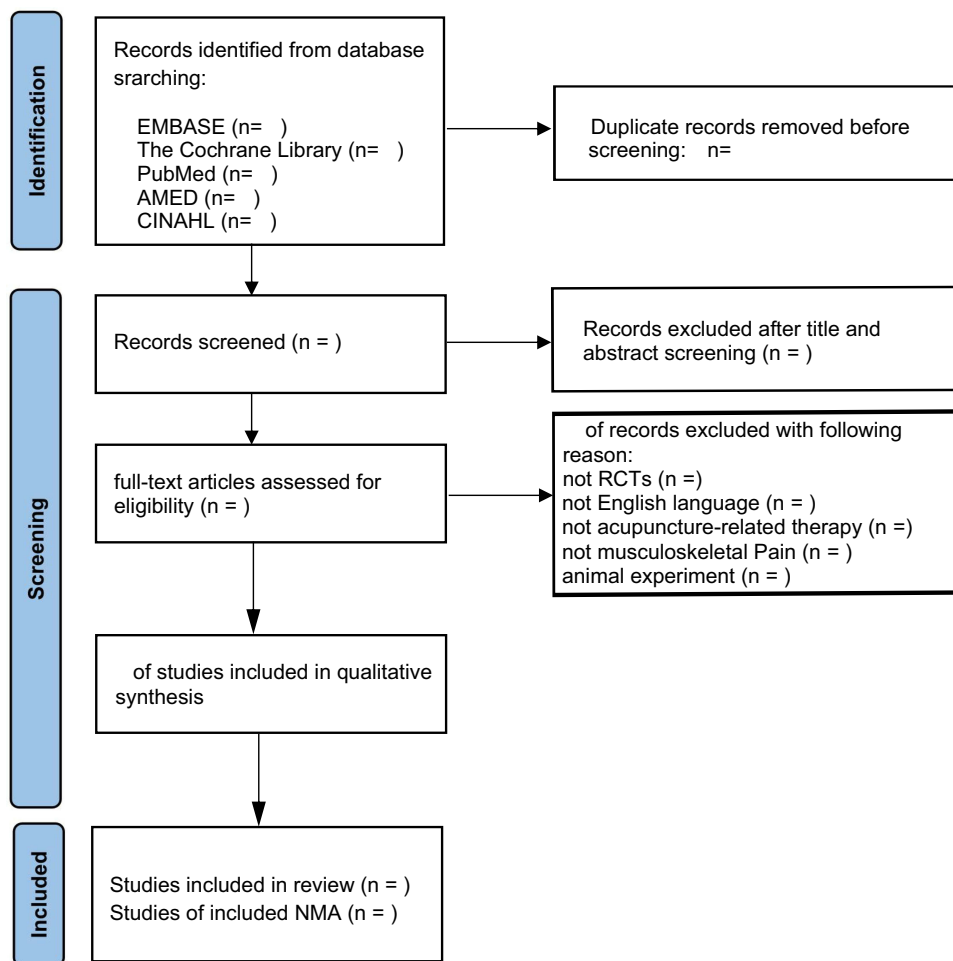 Identification
Records identified from database
srarching:
EMBASE (n= )
The Cochrane Library (n= )
PubMed (n= )
AMED (n= )
CINAHL (n= )
Duplicate records removed before
screening: n=
Screening
Records screened (n = )
Records excluded after title and
abstract screening (n = )
full-text articles assessed for
eligibility (n = )
of records excluded with following
reason:
not RCTs (n =)
not English language (n = )
not acupuncture-related therapy (n =)
not musculoskeletal Pain (n = )
animal experiment (n = )
of studies included in qualitative
synthesis
Included
Studies included in review (n = )
Studies of included NMA (n = )